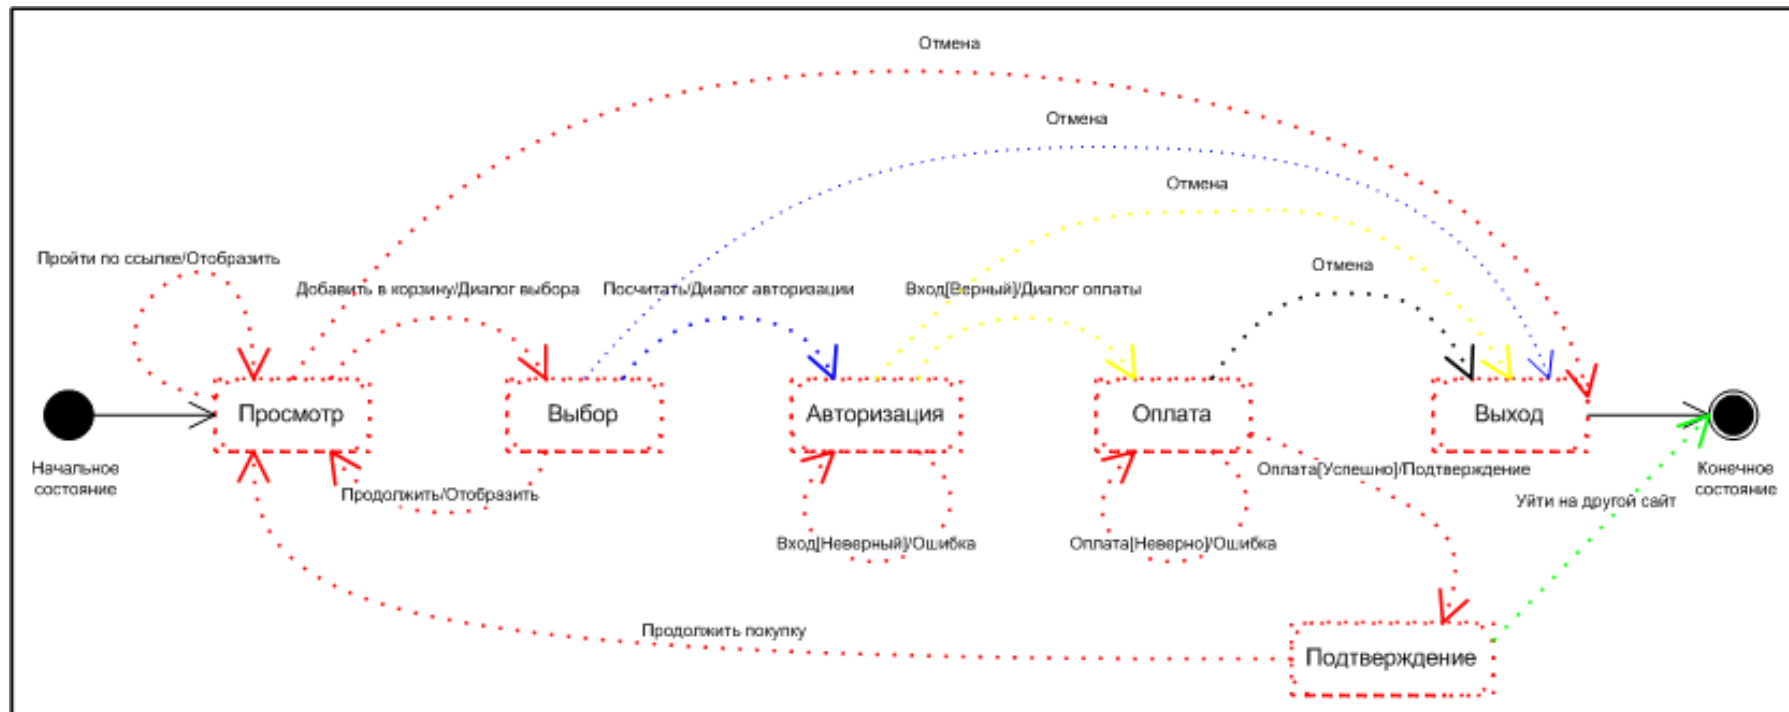 Отмена
Отмена
Отмена
Пройти по ссылке/Отобразить
Отмена
Добавить в корзину/Диалог выбора
Посчитать/Диалог авторизации
Вход[Верный]/Диалог оплаты
Просмотр
Выбор
Авторизация
Оплата
Выход
Начальное
состояние
Продолжить/Отобразить
Оплата[Успешно]/Подтверждение
Конечное
состояние
Уйти на другой сайт
Вход[Неверный]/Ошибка
Оплата[Неверно]/Ошибка
Продолжить покупку
Подтверждение